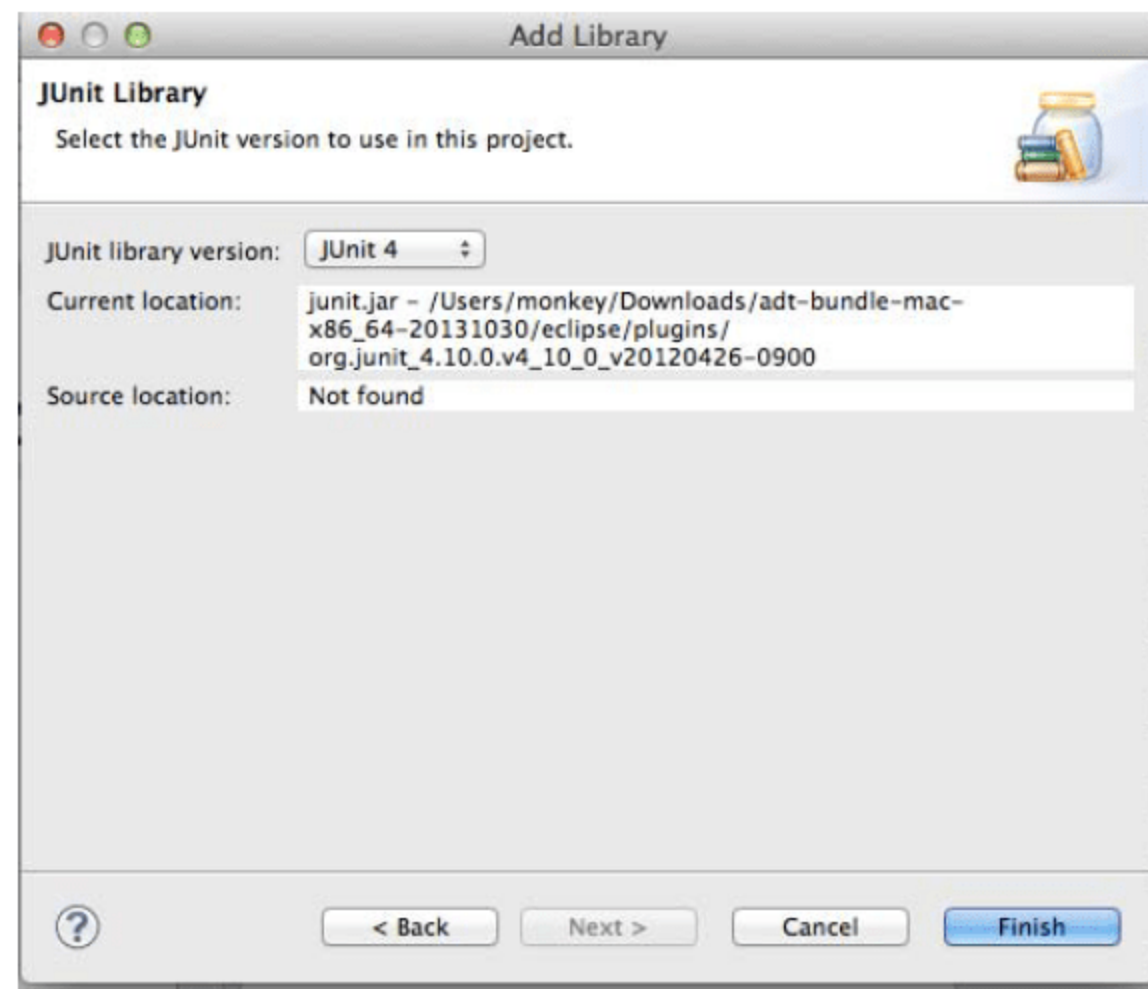 Add Library
JUnit Library
Select the JUnit version to use in this project.
JUnit library version: JUnit 4
Current location: junit.jar - /Users/monkey/Downloads/adt-bundle-mac-
x86_64-20131030/eclipse/plugins/
org.junit_4.10.0.v4_10_0_v20120426-0900
Source location: Not found
? < Back Next > Cancel Finish